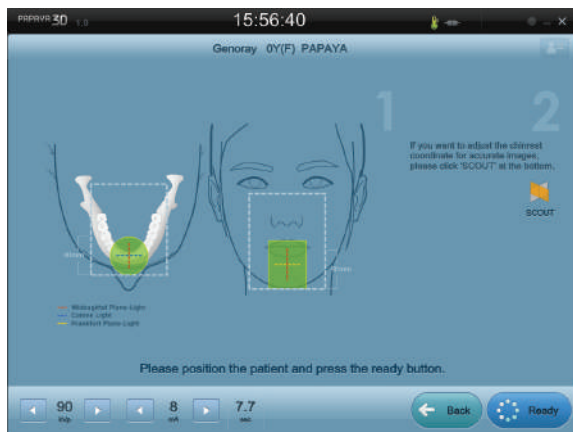 PAPAYA 3D 1.0
15:56:40
Genoray 0Y(F) PAPAYA
1
2
If you want to adjust the chinrest
coordinate for accurate images,
please click 'SCOUT' at the bottom.
SCOUT
Midsagittal Plane-Light
Canine-Light
Frankfort Plane-Light
Please position the patient and press the ready button.
90
kVp
8
mA
7.7
sec
Back
Ready